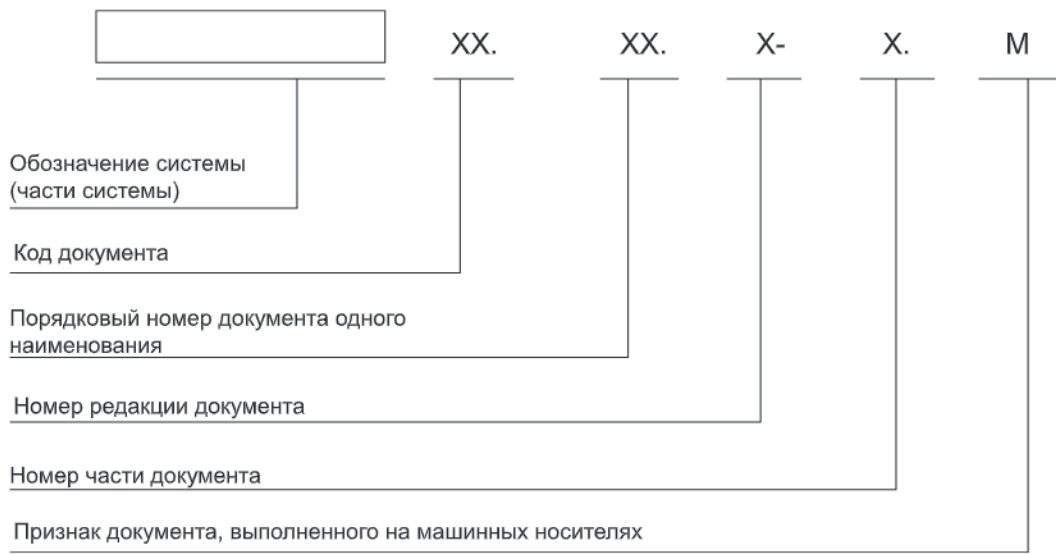 XX. XX. X- X. М
Обозначение системы
(части системы)
Код документа
Порядковый номер документа одного
наименования
Номер редакции документа
Номер части документа
Признак документа, выполненного на машинных носителях